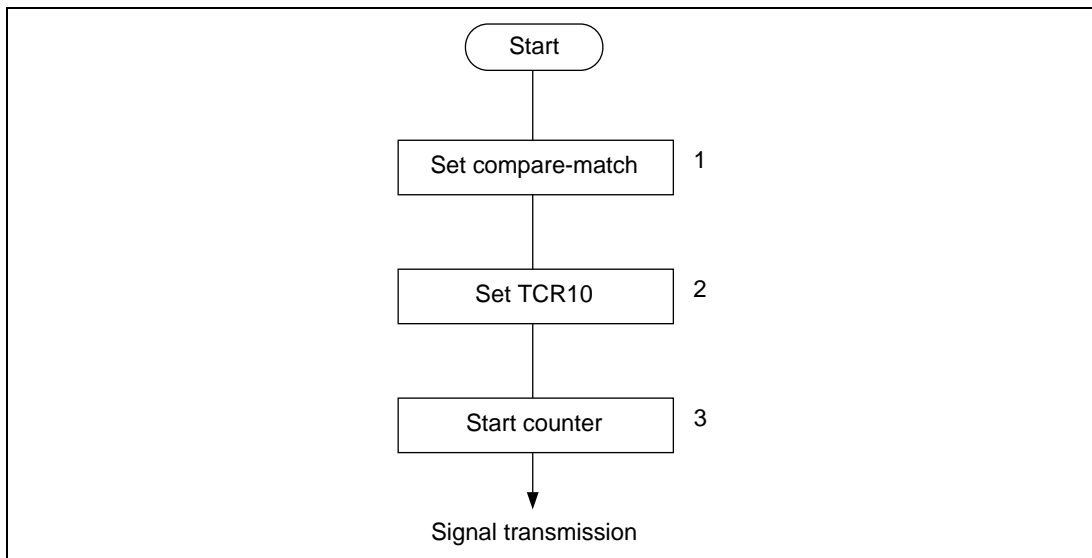 Start
Set compare-match 1
Set TCR10 2
Start counter 3
Signal transmission